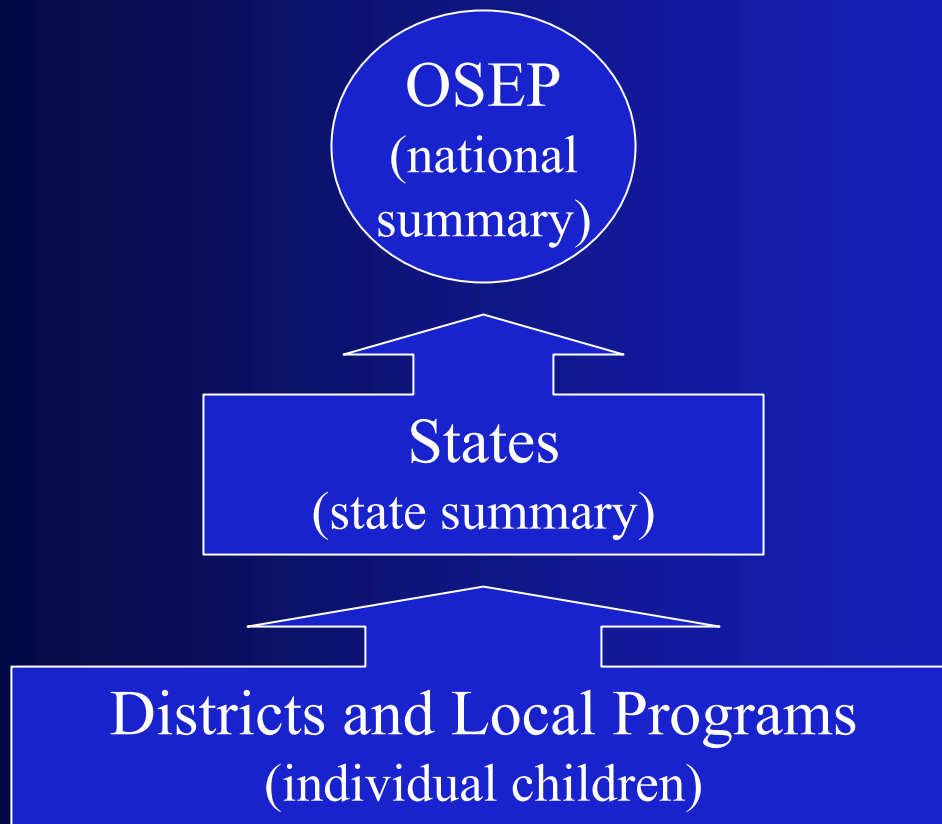 OSEP
(national
summary)
States
(state summary)
Districts and Local Programs
(individual children)